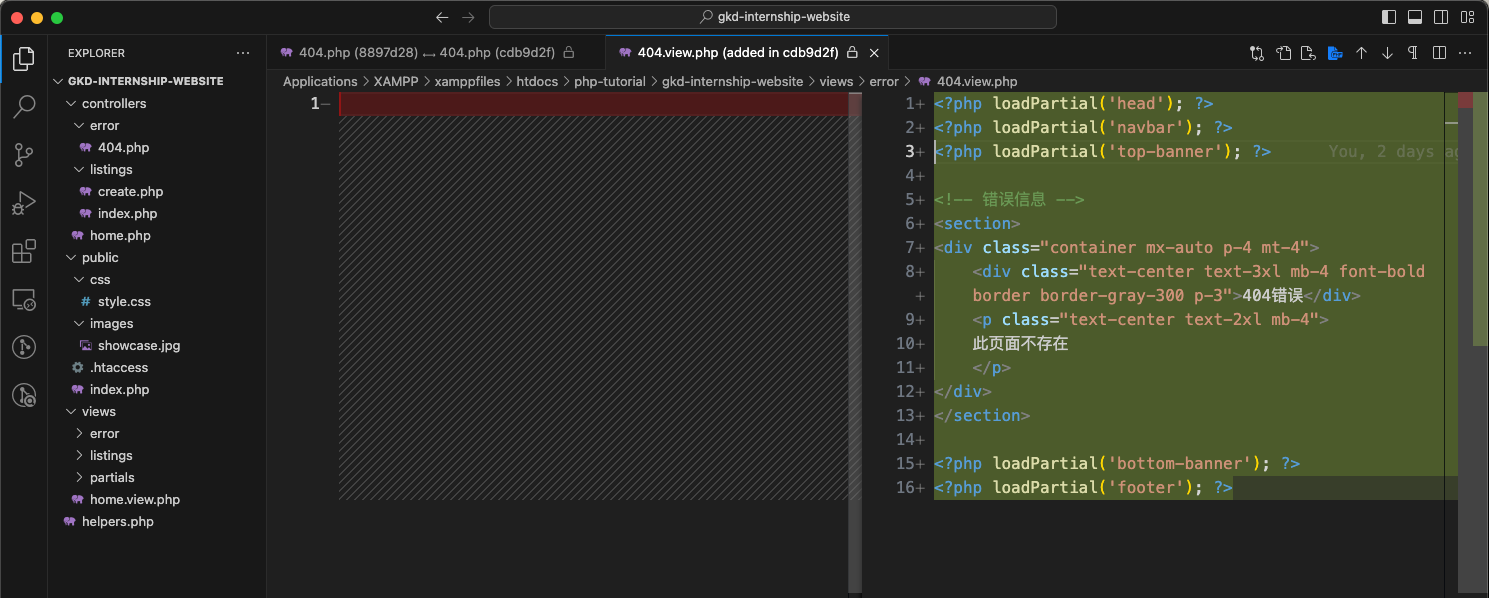 gkd-internship-website
EXPLORER
GKD-INTERNSHIP-WEBSITE
controllers
error
404.php
listings
create.php
index.php
home.php
public
css
# style.css
images
showcase.jpg
.htaccess
index.php
views
error
listings
partials
home.view.php
helpers.php
404.php (8897d28) ↔ 404.php (cdb9d2f)
404.view.php (added in cdb9d2f)
Applications > XAMPP > xamppfiles > htdocs > php-tutorial > gkd-internship-website > views > error > 404.view.php
1−
1+ <?php loadPartial('head'); ?>
2+ <?php loadPartial('navbar'); ?>
3+ <?php loadPartial('top-banner'); ?> You, 2 days ag
4+
5+ <!-- 错误信息 -->
6+ <section>
7+ <div class="container mx-auto p-4 mt-4">
8+ <div class="text-center text-3xl mb-4 font-bold
+ border border-gray-300 p-3">404错误</div>
9+ <p class="text-center text-2xl mb-4">
10+ 此页面不存在
11+ </p>
12+ </div>
13+ </section>
14+
15+ <?php loadPartial('bottom-banner'); ?>
16+ <?php loadPartial('footer'); ?>